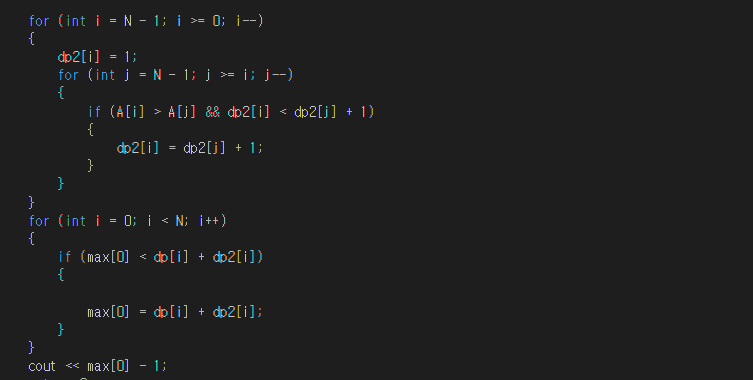 for (int i = N - 1; i >= 0; i--)
{
dp2[i] = 1;
for (int j = N - 1; j >= i; j--)
{
if (A[i] > A[j] && dp2[i] < dp2[j] + 1)
{
dp2[i] = dp2[j] + 1;
}
}
}
for (int i = 0; i < N; i++)
{
if (max[0] < dp[i] + dp2[i])
{
max[0] = dp[i] + dp2[i];
}
}
cout << max[0] - 1;